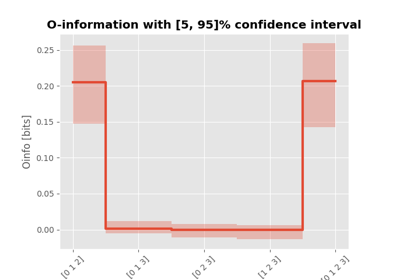 O-information with [5, 95]% confidence interval
Oinfo [bits]
0.25
0.20
0.15
0.10
0.05
0.00
[0 1 2]
[0 1 3]
[0 2 3]
[1 2 3]
[0 1 2 3]